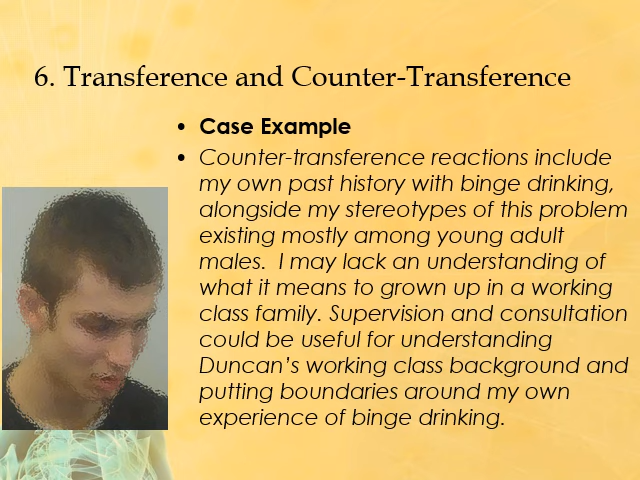 6. Transference and Counter-Transference
• Case Example
• Counter-transference reactions include
my own past history with binge drinking,
alongside my stereotypes of this problem
existing mostly among young adult
males.  I may lack an understanding of
what it means to grown up in a working
class family. Supervision and consultation
could be useful for understanding
Duncan's working class background and
putting boundaries around my own
experience of binge drinking.